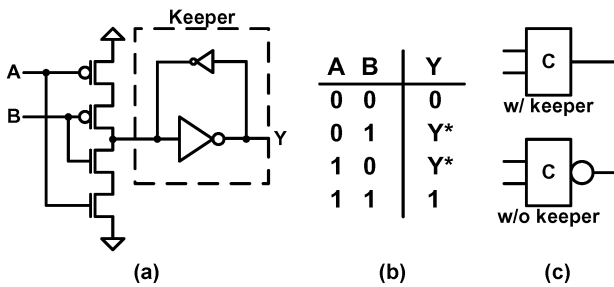 Keeper
A
B
Y
(a)
A B Y
0 0 0
0 1 Y*
1 0 Y*
1 1 1
(b)
C
w/ keeper
C
w/o keeper
(c)